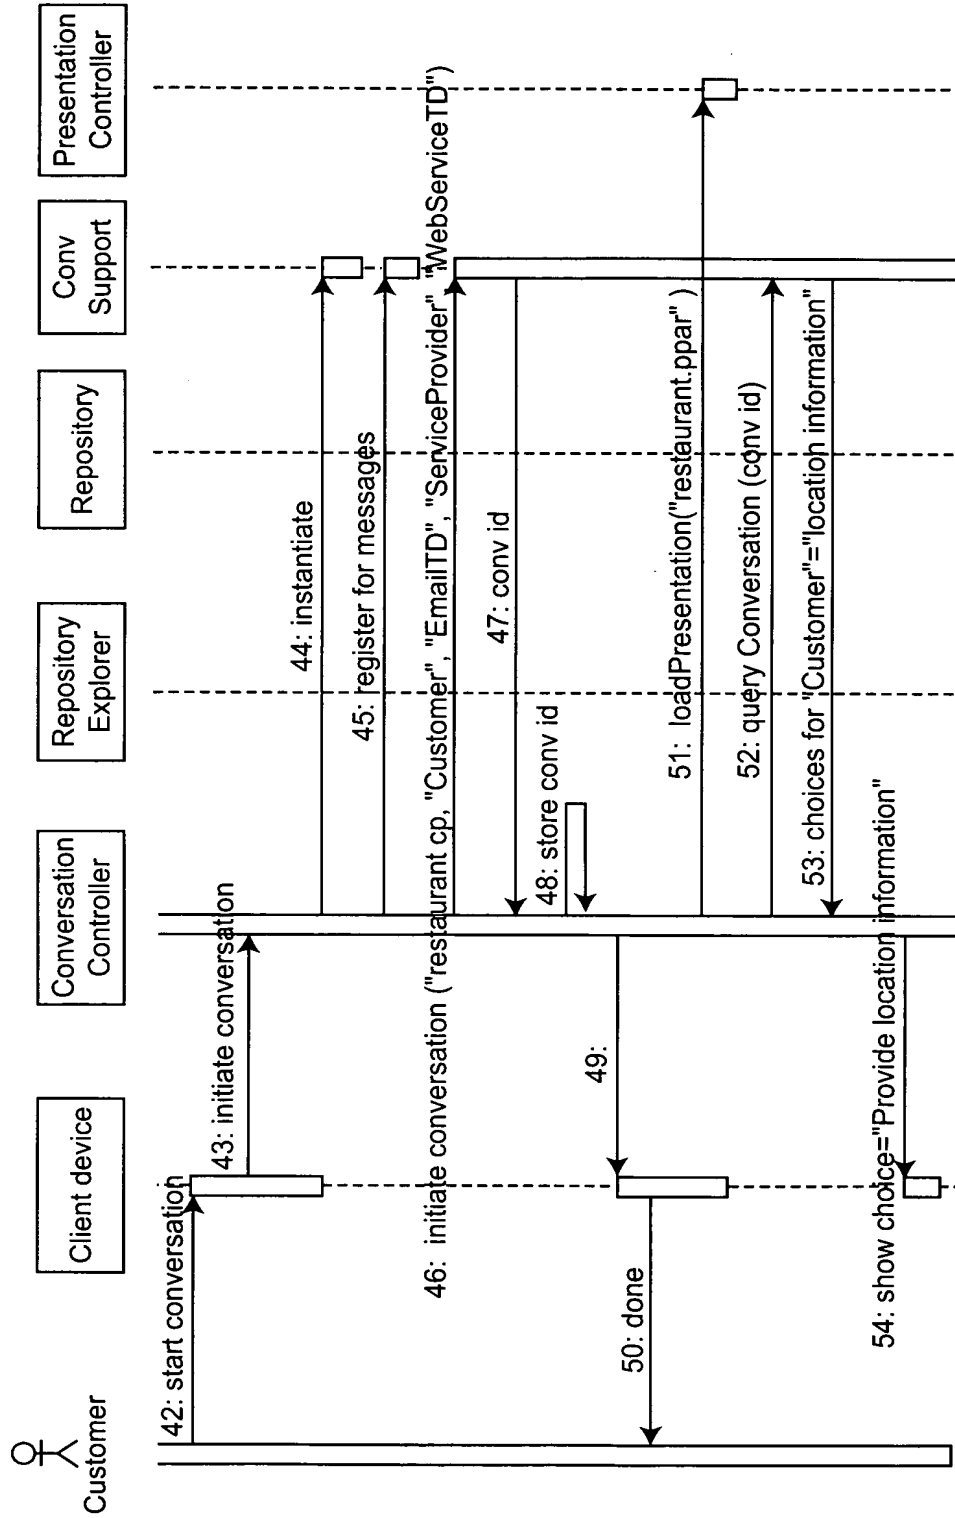 Customer
Client device
Conversation
Controller
Repository
Explorer
Repository
Conv
Support
Presentation
Controller
42: start conversation
43: initiate conversation
44: instantiate
45: register for messages
46: initiate conversation ("restaurant cp, "Customer", "EmailTD", "ServiceProvider" "WebServiceTD")
47: conv id
48: store conv id
49:
50: done
51: loadPresentation("restaurant.ppar" )
52: query Conversation (conv id)
53: choices for "Customer"="location information"
54: show choice="Provide location information"